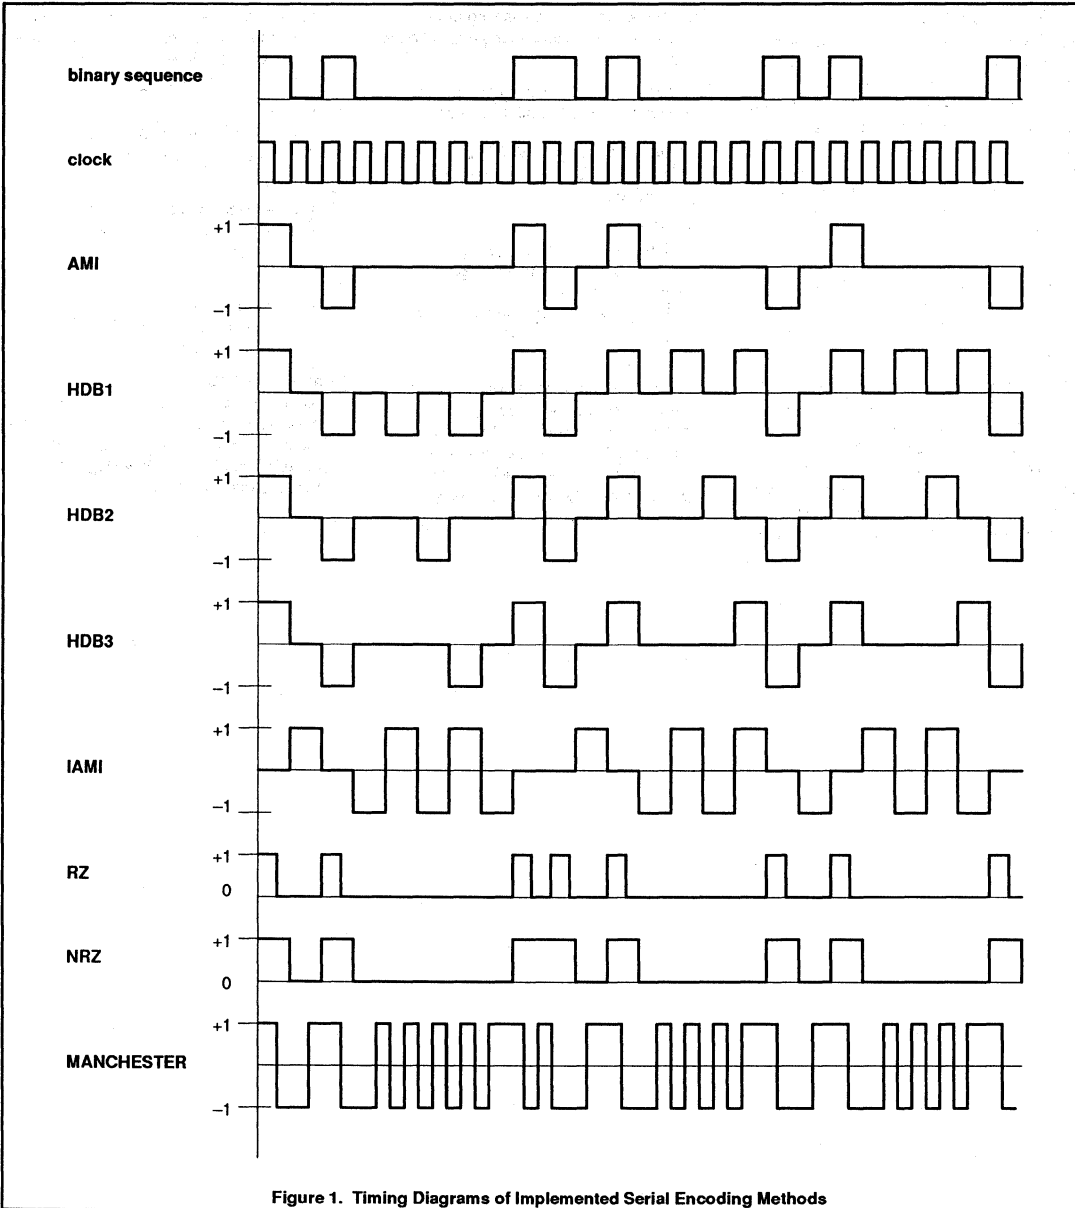 binary sequence
clock
+1
AMI
−1
+1
HDB1
−1
+1
HDB2
−1
+1
HDB3
−1
+1
IAMI
−1
+1
RZ
0
+1
NRZ
0
+1
MANCHESTER
−1
Figure 1. Timing Diagrams of Implemented Serial Encoding Methods